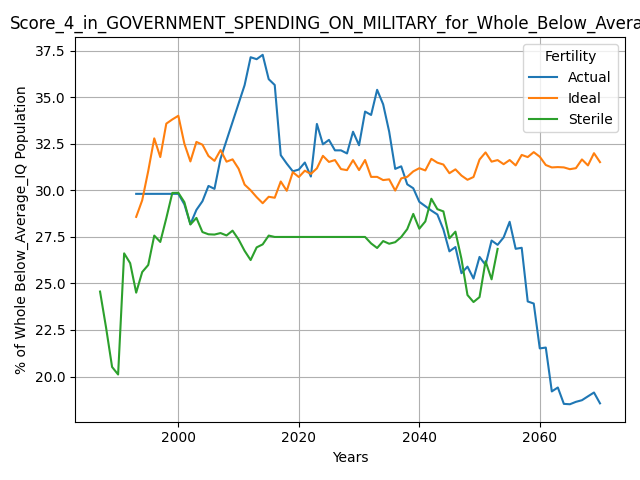 Score_4_in_GOVERNMENT_SPENDING_ON_MILITARY_for_Whole_Below_Avera
37.5
35.0
32.5
30.0
27.5
25.0
22.5
20.0
% of Whole Below_Average_IQ Population
Fertility
Actual
Ideal
Sterile
2000
2020
2040
2060
Years